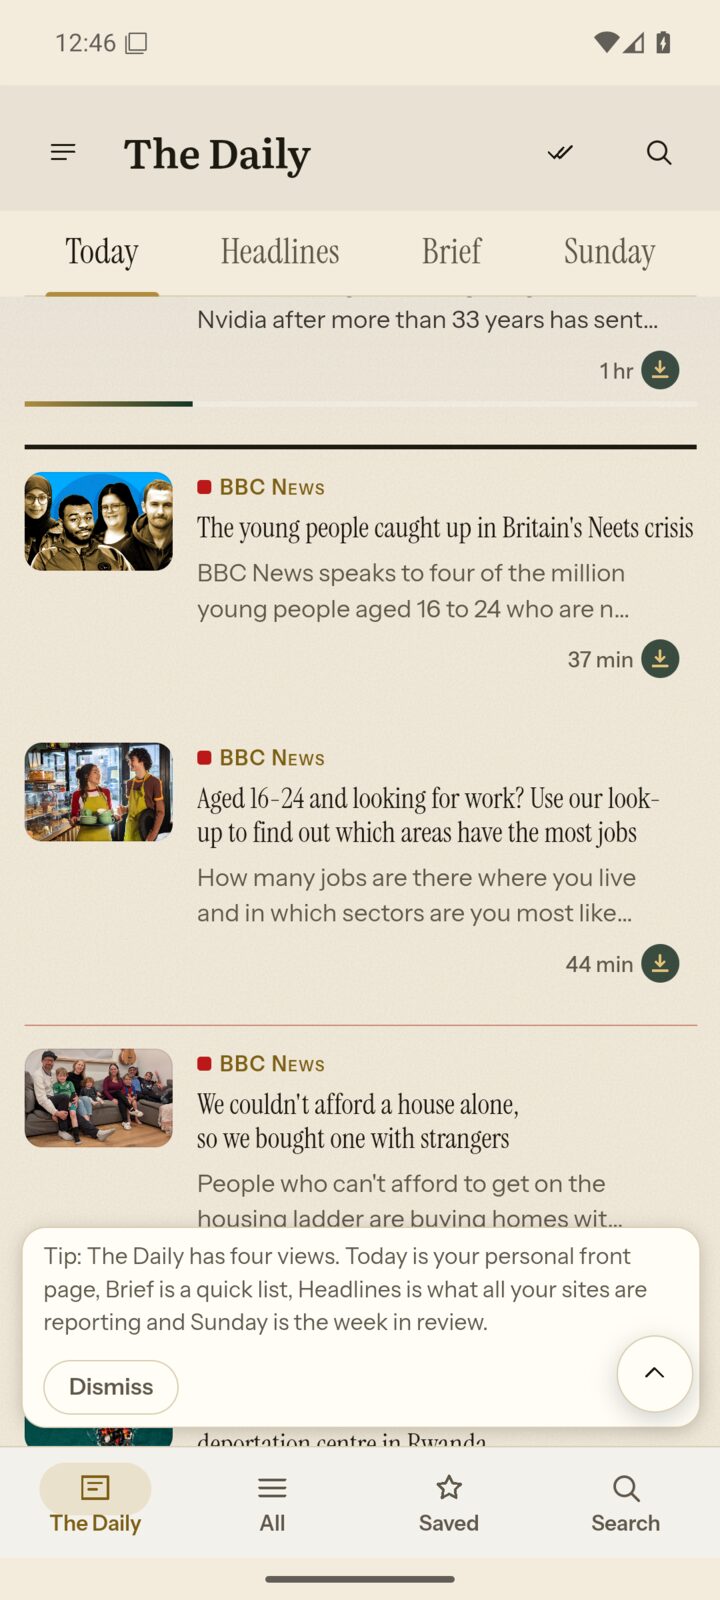 12:46
The Daily
Today
Headlines
Brief
Sunday
Nvidia after more than 33 years has sent...
1 hr
BBC News
The young people caught up in Britain's Neets crisis
BBC News speaks to four of the million
young people aged 16 to 24 who are n...
37 min
BBC News
Aged 16-24 and looking for work? Use our look-
up to find out which areas have the most jobs
How many jobs are there where you live
and in which sectors are you most like...
44 min
BBC News
We couldn't afford a house alone,
so we bought one with strangers
People who can't afford to get on the
housing ladder are buying homes wit...
Tip: The Daily has four views. Today is your personal front
page, Brief is a quick list, Headlines is what all your sites are
reporting and Sunday is the week in review.
Dismiss
deportation centre in Rwanda
The Daily
All
Saved
Search